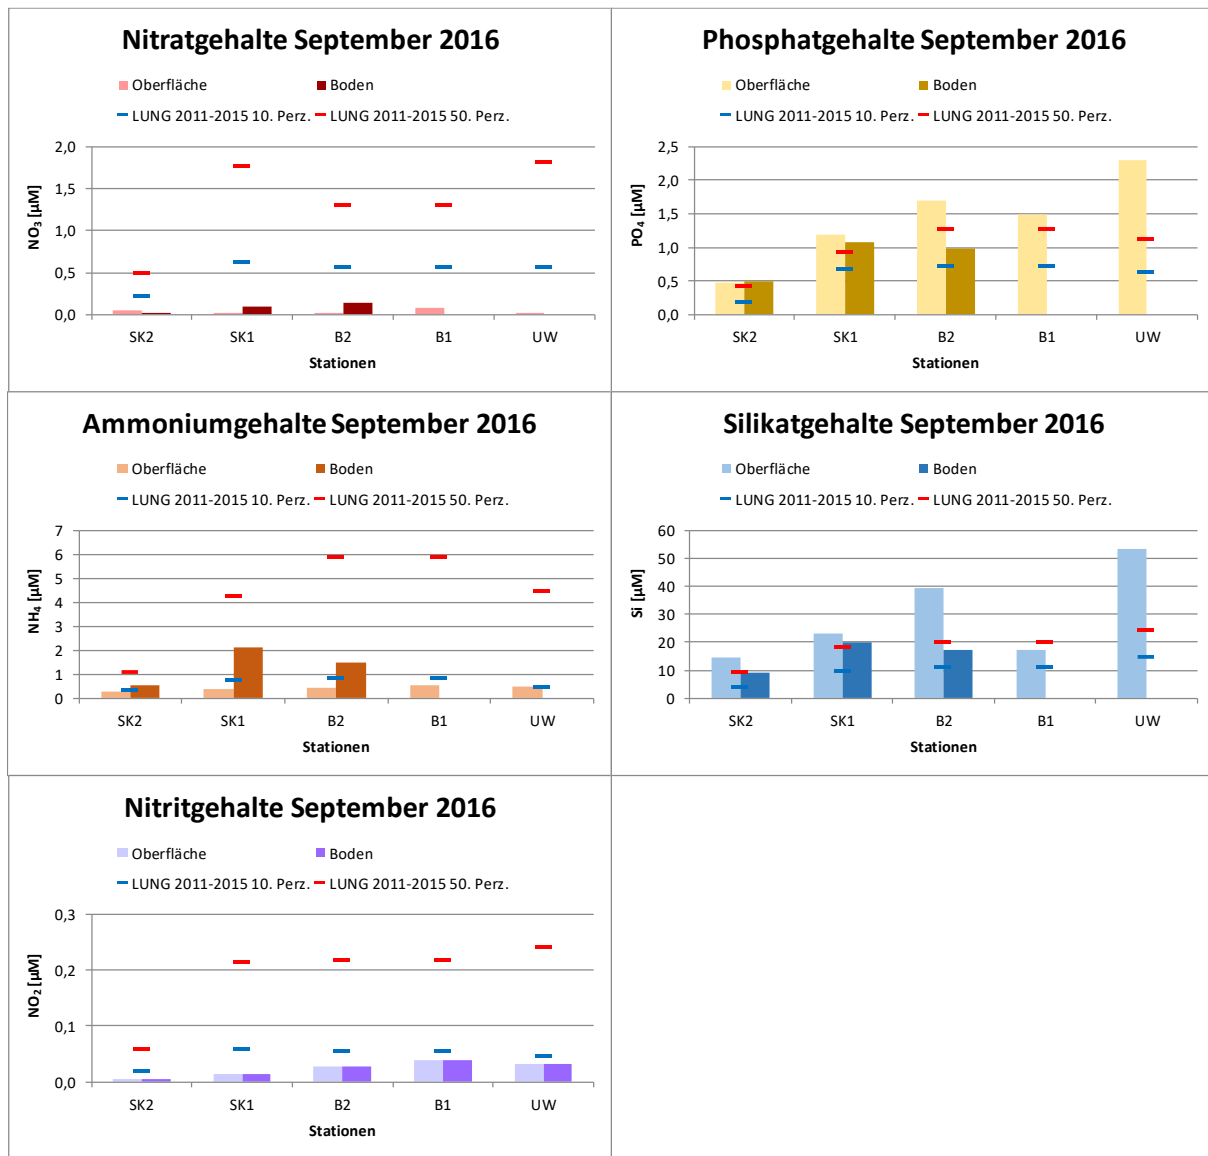 Nitratgehalte September 2016
Oberfläche Boden
LUNG 2011-2015 10. Perz. LUNG 2011-2015 50. Perz.
2,0
1,5
1,0
0,5
0,0
NO3 [µM]
SK2 SK1 B2 B1 UW
Stationen
Phosphatgehalte September 2016
Oberfläche Boden
LUNG 2011-2015 10. Perz. LUNG 2011-2015 50. Perz.
2,5
2,0
1,5
1,0
0,5
0,0
PO4 [µM]
SK2 SK1 B2 B1 UW
Stationen
Ammoniumgehalte September 2016
Oberfläche Boden
LUNG 2011-2015 10. Perz. LUNG 2011-2015 50. Perz.
7
6
5
4
3
2
1
0
NH4 [µM]
SK2 SK1 B2 B1 UW
Stationen
Silikatgehalte September 2016
Oberfläche Boden
LUNG 2011-2015 10. Perz. LUNG 2011-2015 50. Perz.
60
50
40
30
20
10
0
Si [µM]
SK2 SK1 B2 B1 UW
Stationen
Nitritgehalte September 2016
Oberfläche Boden
LUNG 2011-2015 10. Perz. LUNG 2011-2015 50. Perz.
0,3
0,2
0,1
0,0
NO2 [µM]
SK2 SK1 B2 B1 UW
Stationen